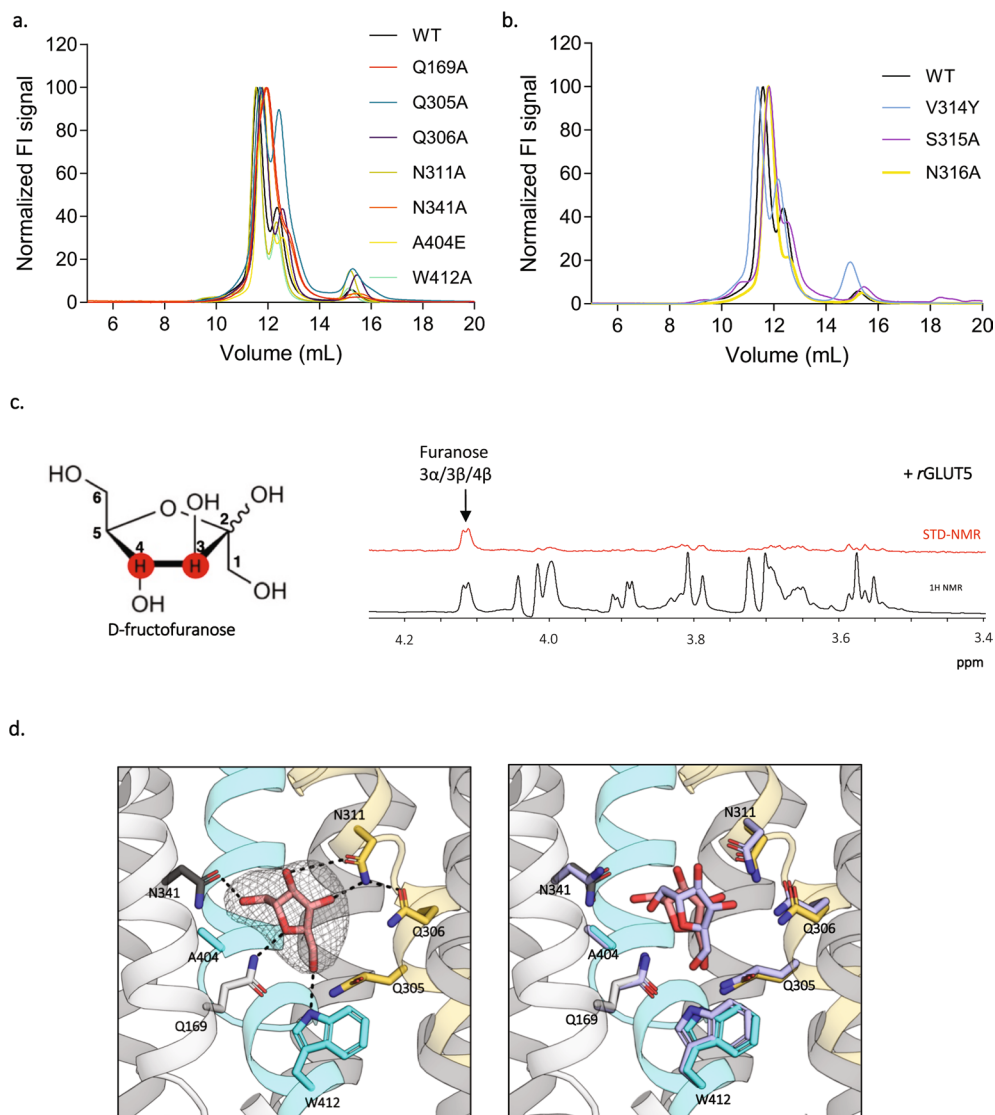 a.
120
100
80
60
40
20
0
Normalized FI signal
6 8 10 12 14 16 18 20
Volume (mL)
WT
Q169A
Q305A
Q306A
N311A
N341A
A404E
W412A
b.
120
100
80
60
40
20
0
Normalized FI signal
6 8 10 12 14 16 18 20
Volume (mL)
WT
V314Y
S315A
N316A
c.
HO
6
5
O
OH
2
OH
4
H
3
H
1
OH
OH
D-fructofuranose
Furanose
3α/3β/4β
+ rGLUT5
STD-NMR
1H NMR
4.2 4.0 3.8 3.6 3.4
ppm
d.
N311
N341
Q306
A404
Q305
Q169
W412
N311
N341
Q306
A404
Q305
Q169
W412